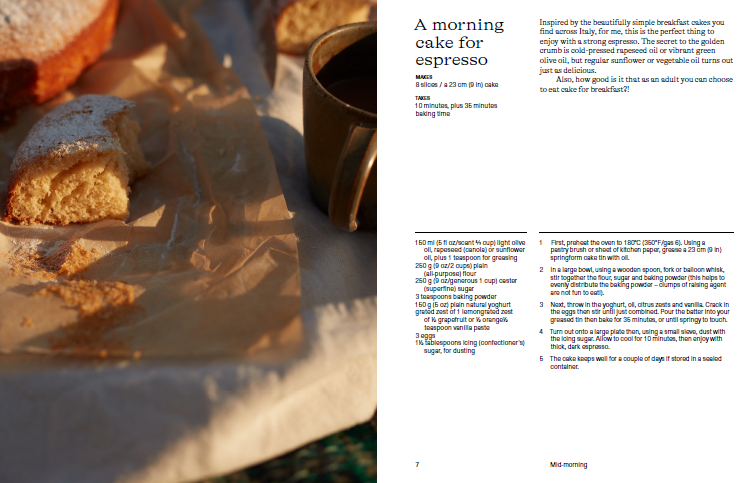 A morning
cake for
espresso
MAKES
8 slices / a 23 cm (9 in) cake
TAKES
10 minutes, plus 35 minutes
baking time
Inspired by the beautifully simple breakfast cakes you
find across Italy, for me, this is the perfect thing to
enjoy with a strong espresso. The secret to the golden
crumb is cold-pressed rapeseed oil or vibrant green
olive oil, but regular sunflower or vegetable oil turns out
just as delicious.
Also, how good is it that as an adult you can choose
to eat cake for breakfast?!
150 ml (5 fl oz/scant ⅔ cup) light olive
oil, rapeseed (canola) or sunflower
oil, plus 1 teaspoon for greasing
250 g (9 oz/2 cups) plain
(all-purpose) flour
250 g (9 oz/generous 1 cup) caster
(superfine) sugar
3 teaspoons baking powder
150 g (5 oz) plain natural yoghurt
grated zest of 1 lemongrated zest
of ½ grapefruit or ½ orange½
teaspoon vanilla paste
3 eggs
1½ tablespoons icing (confectioner's)
sugar, for dusting
1 First, preheat the oven to 180°C (350°F/gas 6). Using a
pastry brush or sheet of kitchen paper, grease a 23 cm (9 in)
springform cake tin with oil.
2 In a large bowl, using a wooden spoon, fork or balloon whisk,
stir together the flour, sugar and baking powder (this helps to
evenly distribute the baking powder – clumps of raising agent
are not fun to eat!).
3 Next, throw in the yoghurt, oil, citrus zests and vanilla. Crack in
the eggs then stir until just combined. Pour the batter into your
greased tin then bake for 35 minutes, or until springy to touch.
4 Turn out onto a large plate then, using a small sieve, dust with
the icing sugar. Allow to cool for 10 minutes, then enjoy with
thick, dark espresso.
5 The cake keeps well for a couple of days if stored in a sealed
container.
7
Mid-morning